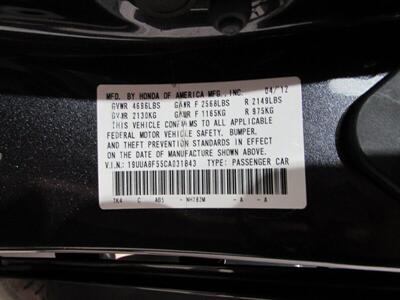 MFD. BY HONDA OF AMERICA MFG., INC. 04/12
GVWR 4696LBS GAWR F 2568LBS R 2149LBS
GVWR 2130KG GAWR F 1165KG R 975KG
THIS VEHICLE CONFORMS TO ALL APPLICABLE
FEDERAL MOTOR VEHICLE SAFETY, BUMPER,
AND THEFT PREVENTION STANDARDS IN EFFECT
ON THE DATE OF MANUFACTURE SHOWN ABOVE.
V.I.N.: 19UUA8F55CA031843 TYPE: PASSENGER CAR
TK4 C A05 - NH782M - A - A